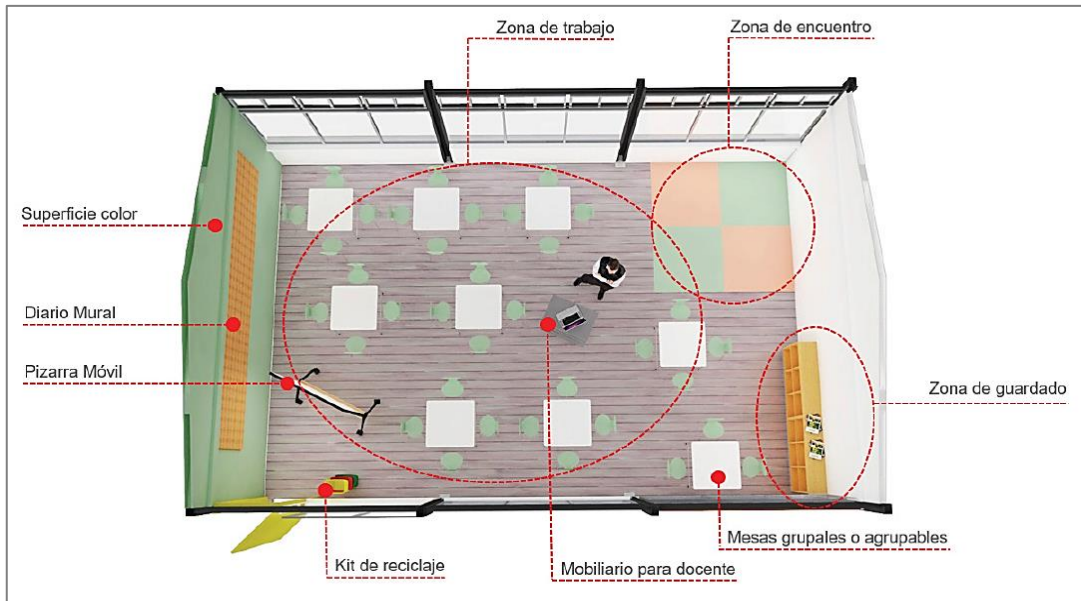 Zona de trabajo
Zona de encuentro
Superficie color
Diario Mural
Pizarra Móvil
Zona de guardado
Mesas grupales o agrupables
Kit de reciclaje
Mobiliario para docente